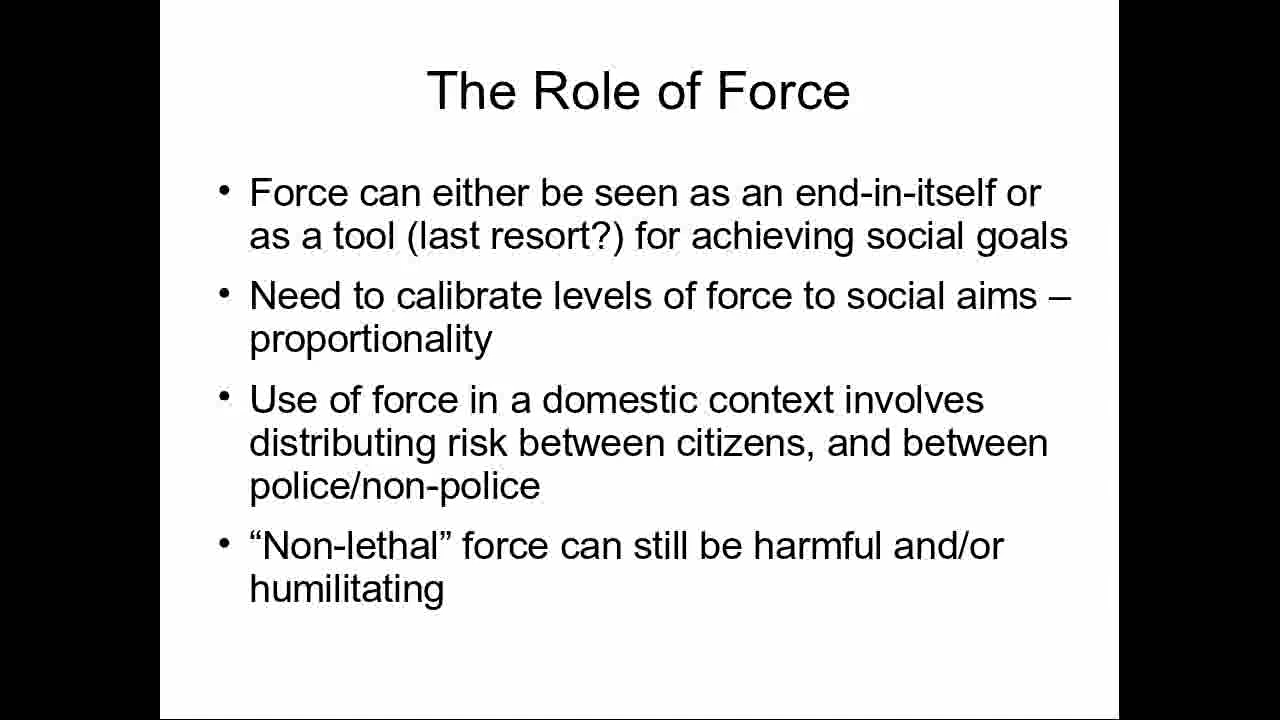 The Role of Force
• Force can either be seen as an end-in-itself or
as a tool (last resort?) for achieving social goals
• Need to calibrate levels of force to social aims –
proportionality
• Use of force in a domestic context involves
distributing risk between citizens, and between
police/non-police
• “Non-lethal” force can still be harmful and/or
humilitating